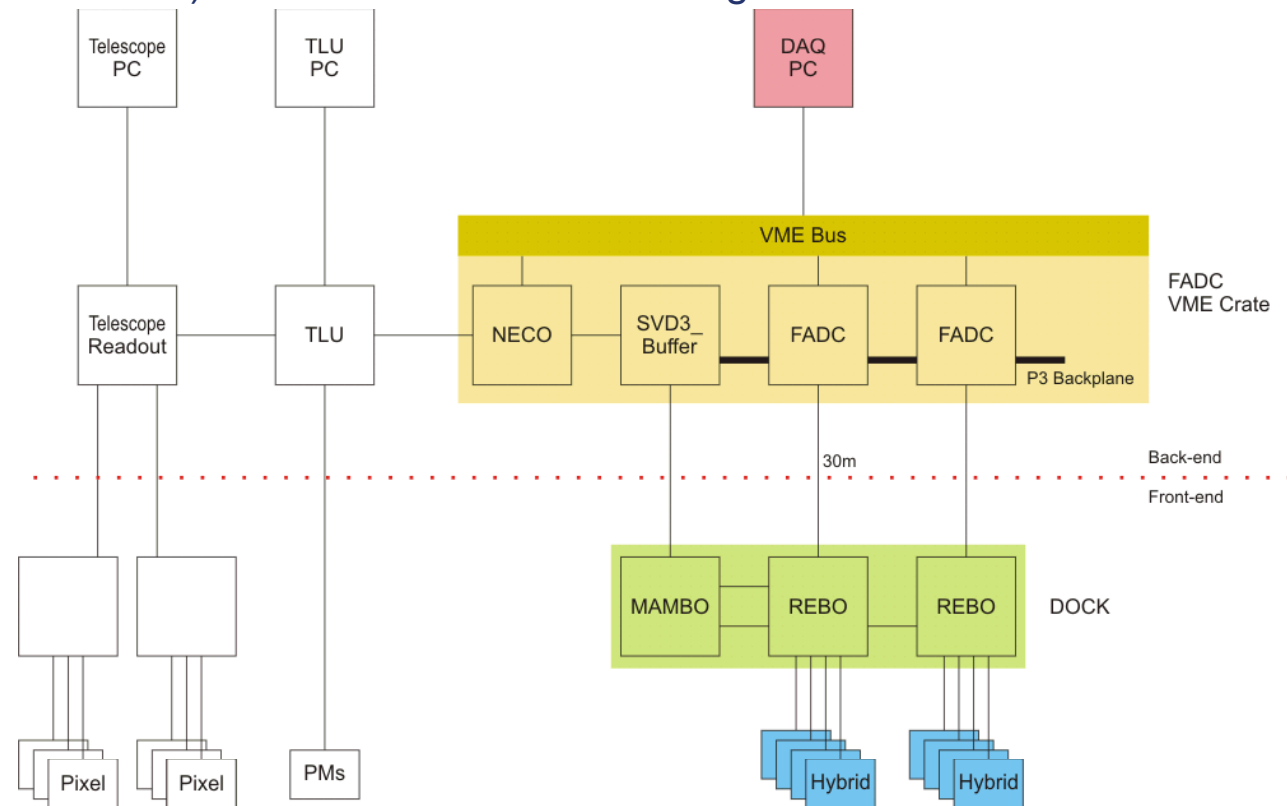 Telescope
PC
TLU
PC
DAQ
PC
VME Bus
FADC
VME Crate
Telescope
Readout
TLU
NECO
SVD3_
Buffer
FADC
FADC
P3 Backplane
30m
Back-end
Front-end
MAMBO
REBO
REBO
DOCK
Pixel
Pixel
PMs
Hybrid
Hybrid